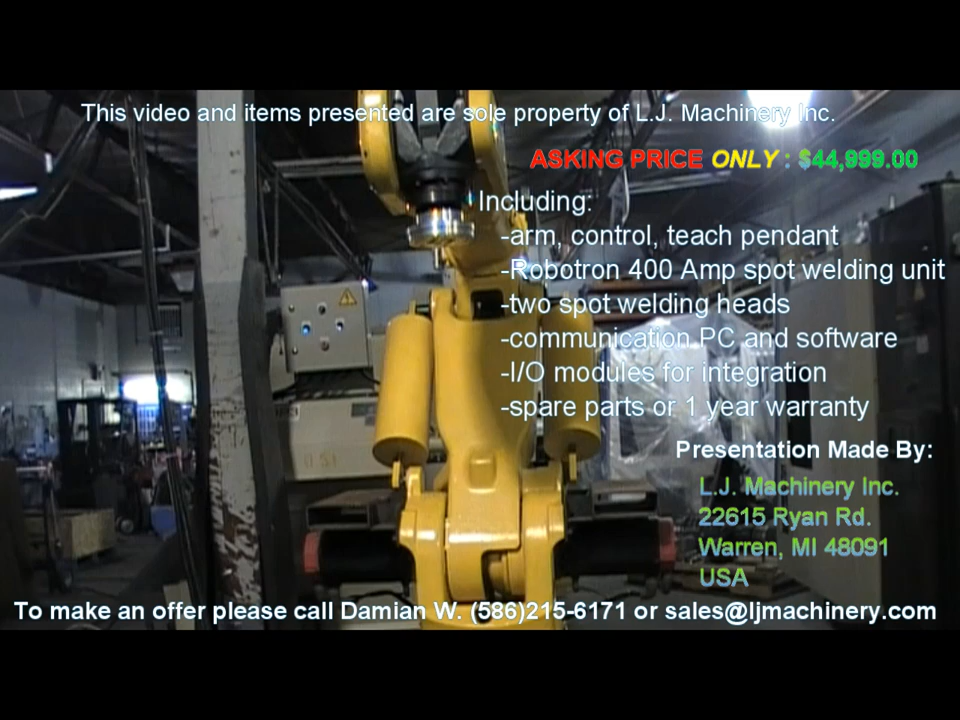 This video and items presented are sole property of L.J. Machinery Inc.
ASKING PRICE ONLY : $44,999.00
Including:
-arm, control, teach pendant
-Robotron 400 Amp spot welding unit
-two spot welding heads
-communication PC and software
-I/O modules for integration
-spare parts or 1 year warranty
Presentation Made By:
L.J. Machinery Inc.
22615 Ryan Rd.
Warren, MI 48091
USA
To make an offer please call Damian W. (586)215-6171 or sales@ljmachinery.com